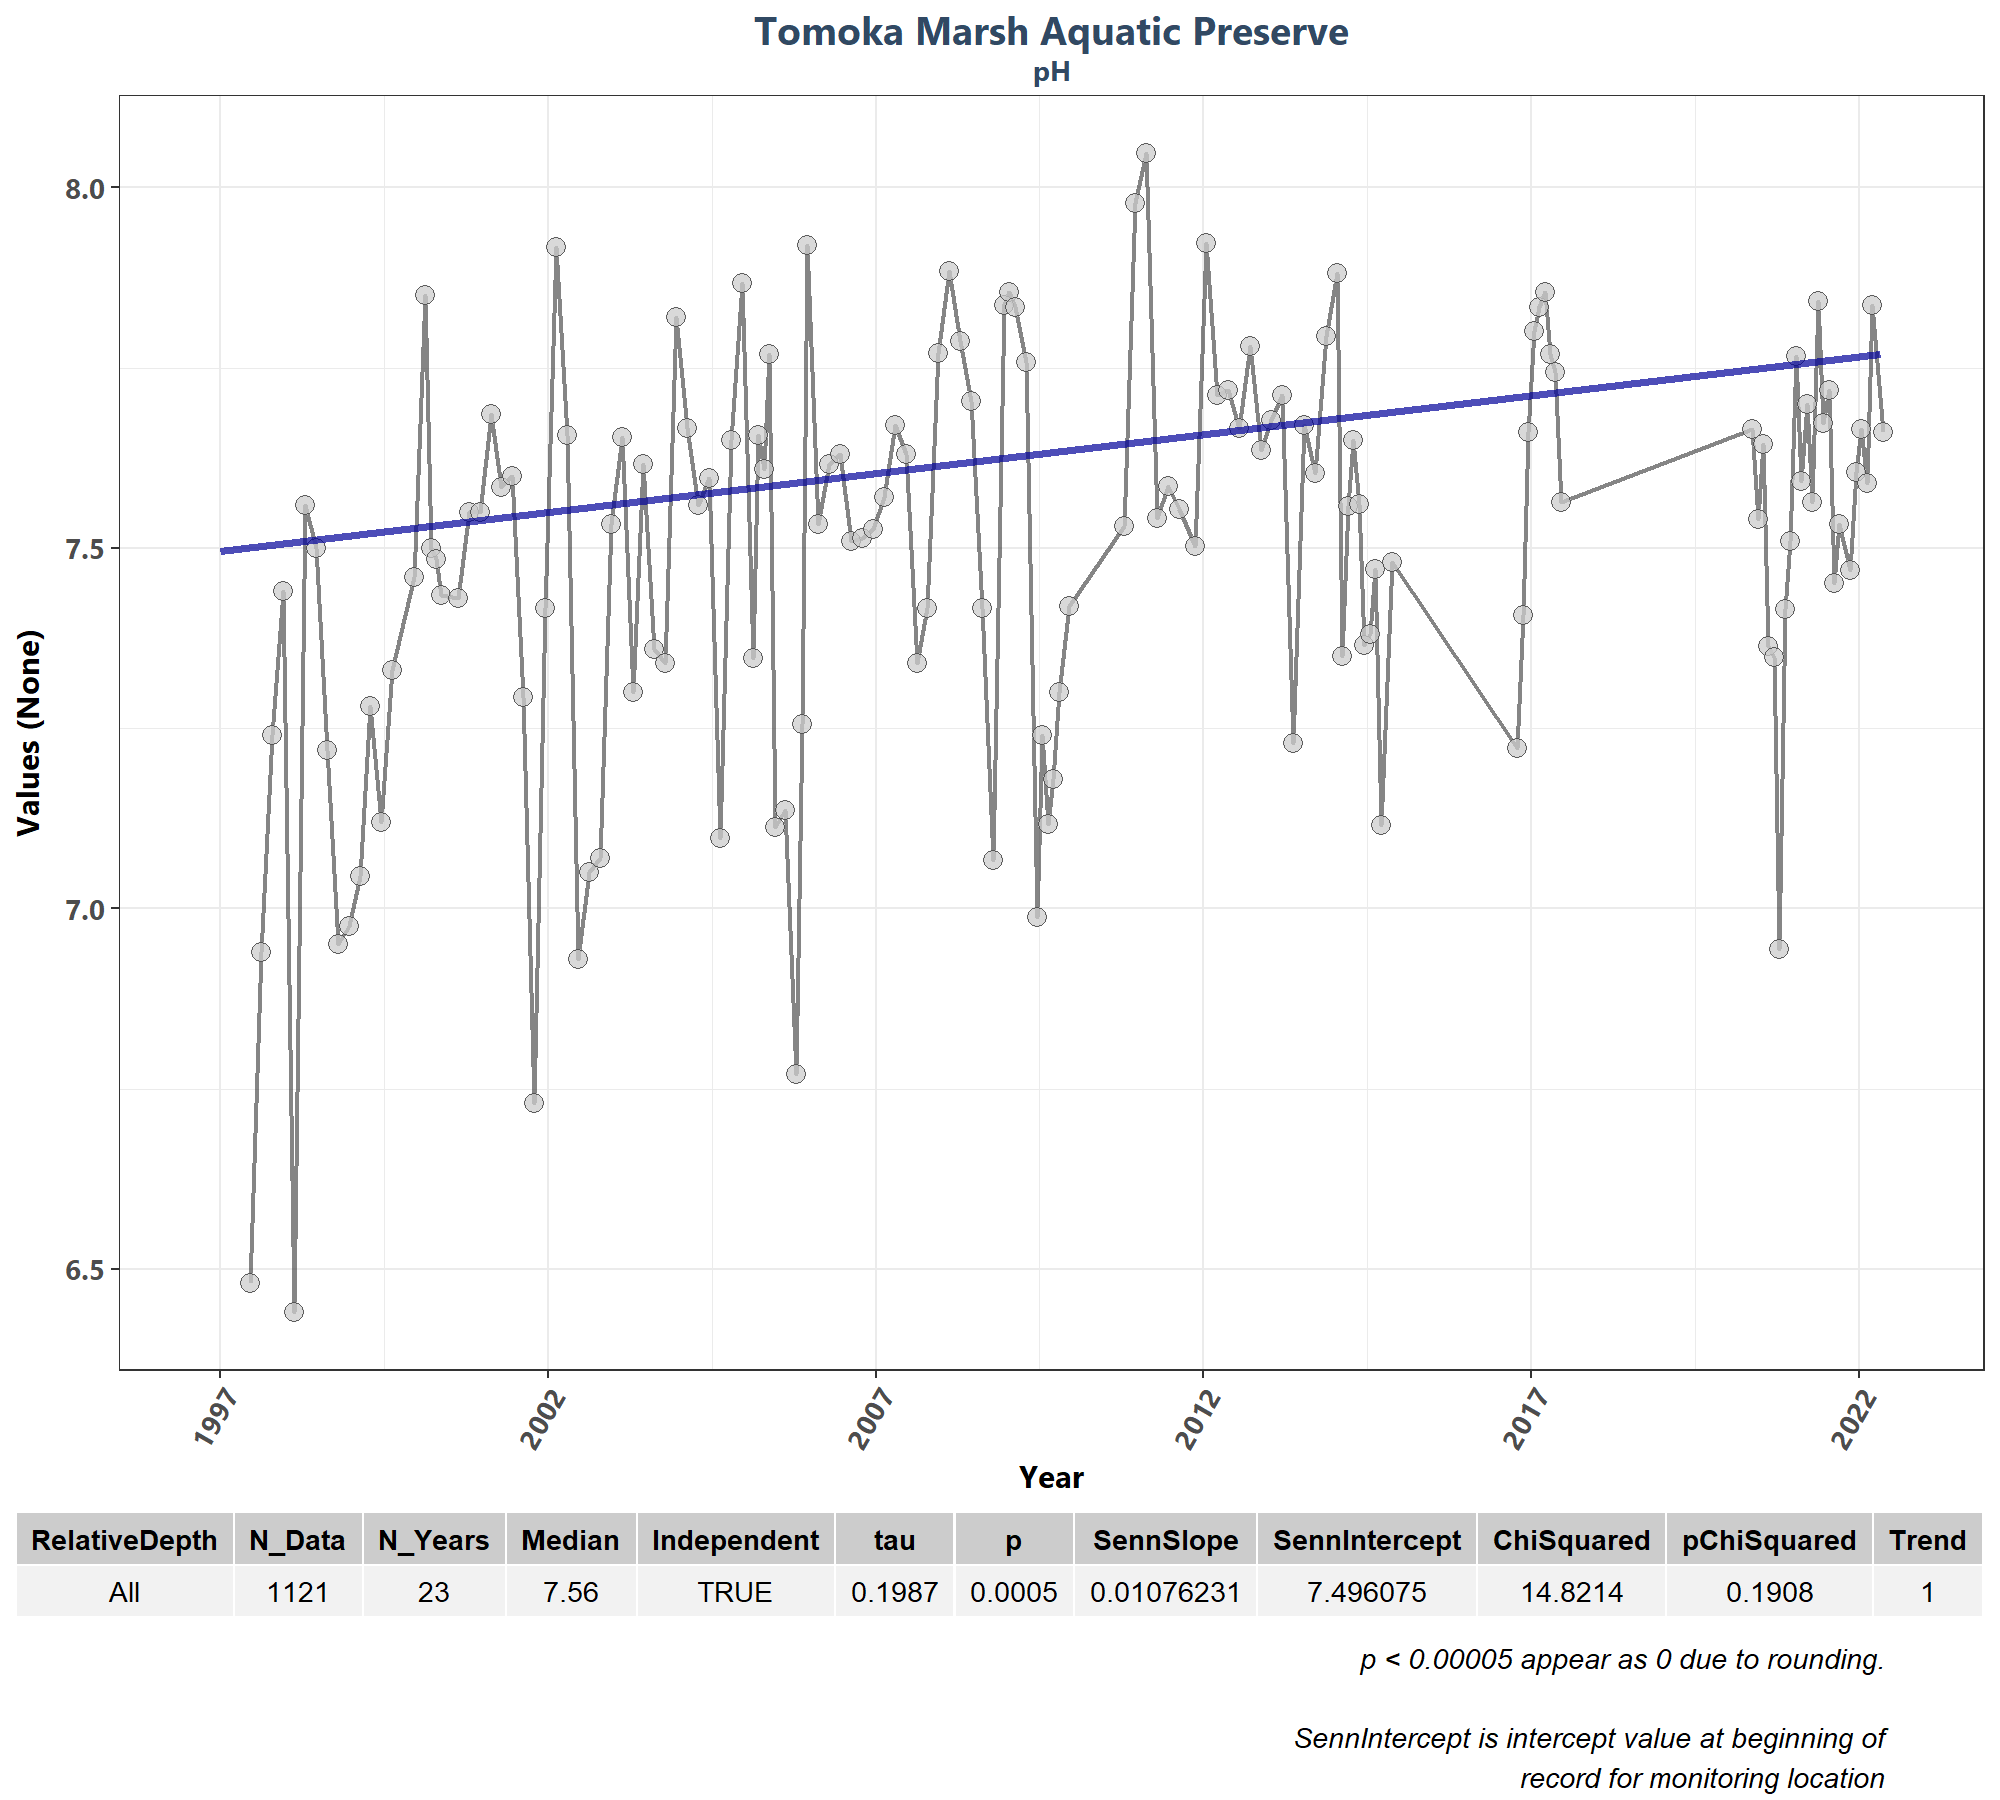 Tomoka Marsh Aquatic Preserve
pH
8.0
7.5
7.0
6.5
Values (None)
1997 2002 2007 2012 2017 2022
Year
RelativeDepth N_Data N_Years Median Independent tau p SennSlope SennIntercept ChiSquared pChiSquared Trend
All 1121 23 7.56 TRUE 0.1987 0.0005 0.01076231 7.496075 14.8214 0.1908 1
p < 0.00005 appear as 0 due to rounding.
SennIntercept is intercept value at beginning of
record for monitoring location